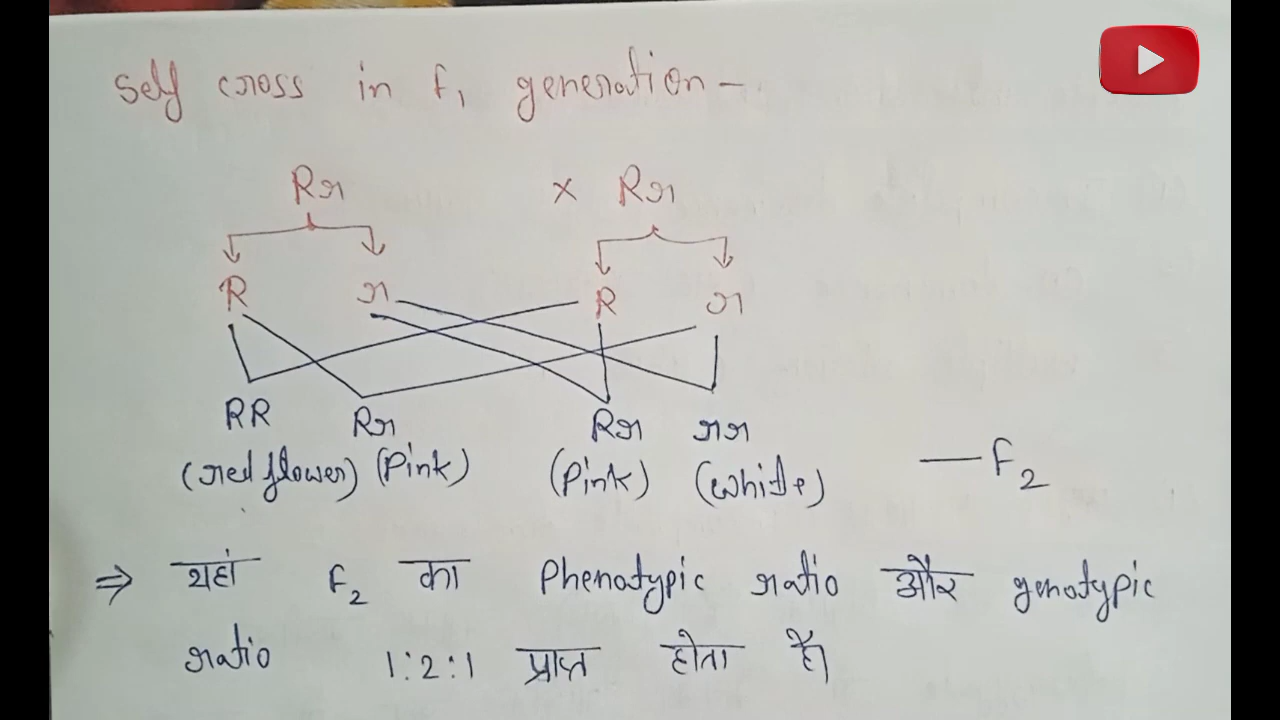 Self cross in F₁ generation –
Rr × Rr
R r R r
RR Rr Rr rr
(red flower) (Pink) (Pink) (white) — F₂
⇒ यहां F₂ का Phenotypic ratio और genotypic
ratio 1:2:1 प्राप्त होता है।